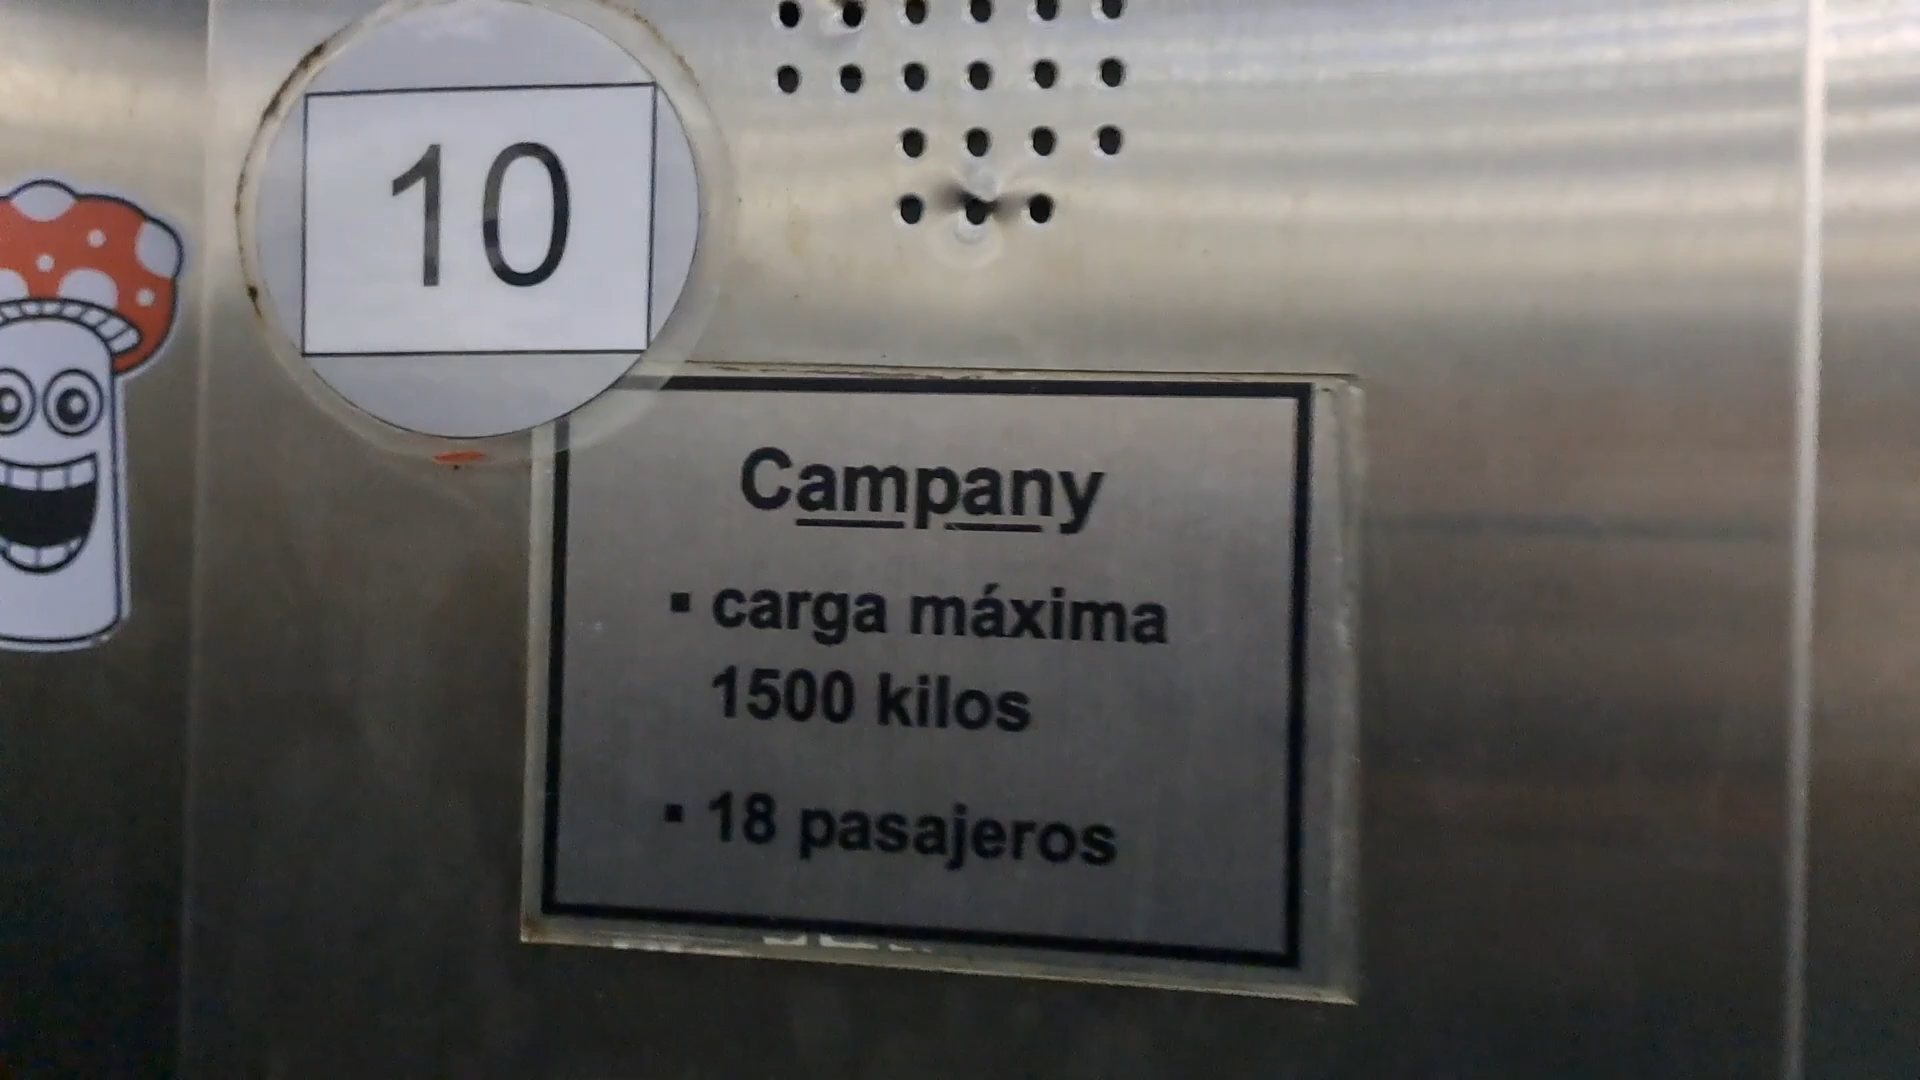 10
Campany
▪ carga máxima
1500 kilos
▪ 18 pasajeros